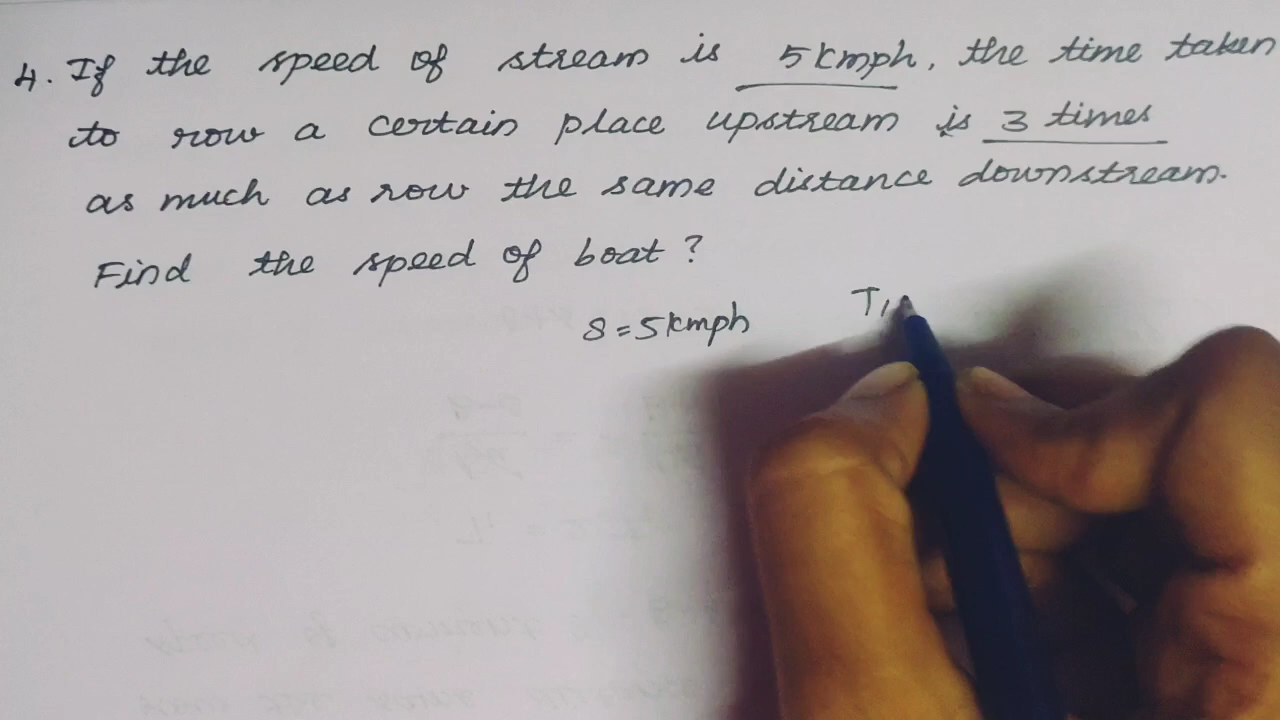 4. If the speed of stream is 5kmph, the time taken
to row a certain place upstream is 3 times
as much as row the same distance downstream.
Find the speed of boat?
S = 5kmph T1